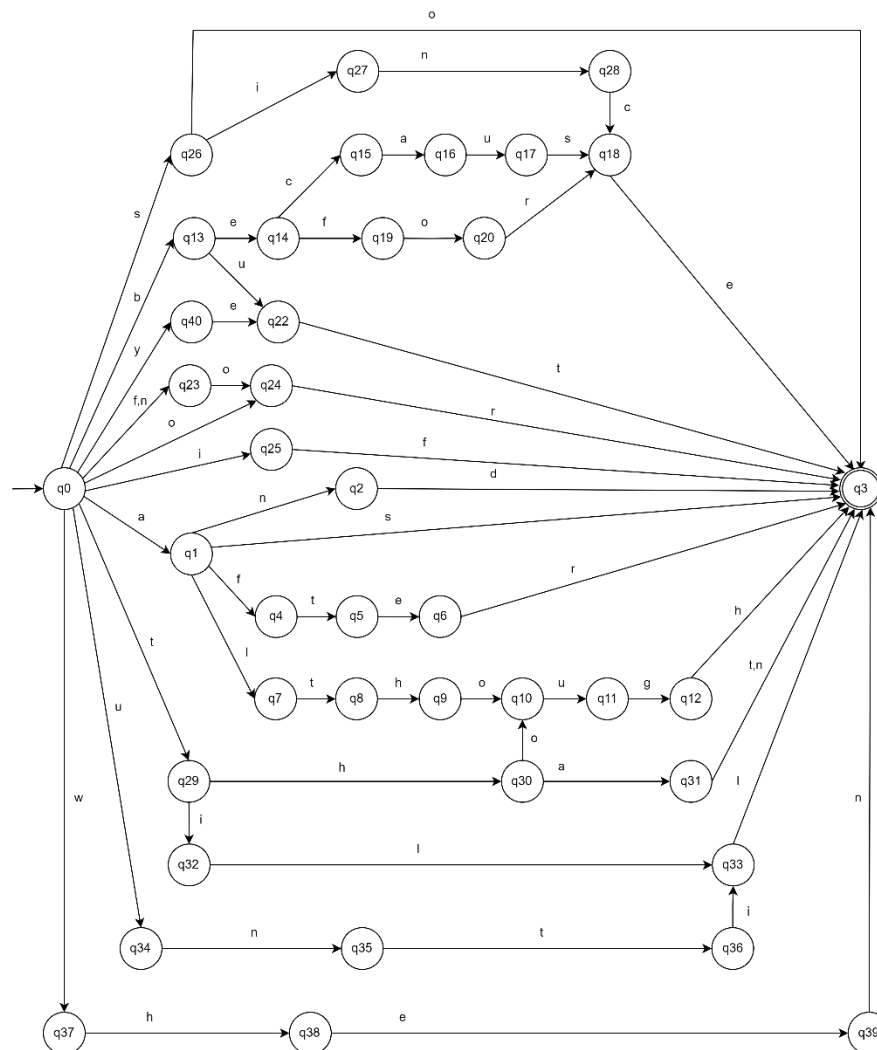 o
q27 n q28
i
c
q26 q15 a q16 u q17 s q18
c
s r
q13 e q14 f q19 o q20
u
b e
q40 e q22
y
t
f,n q23 o q24
o r
i q25 f
q0 q2 d q3
n
a s
q1
f r
q4 t q5 e q6
l h
t t,n
q7 t q8 h q9 o q10 u q11 g q12
u
o
q29 h q30 a q31
w l n
i
q32 l q33
i
q34 n q35 t q36
q37 h q38 e q39